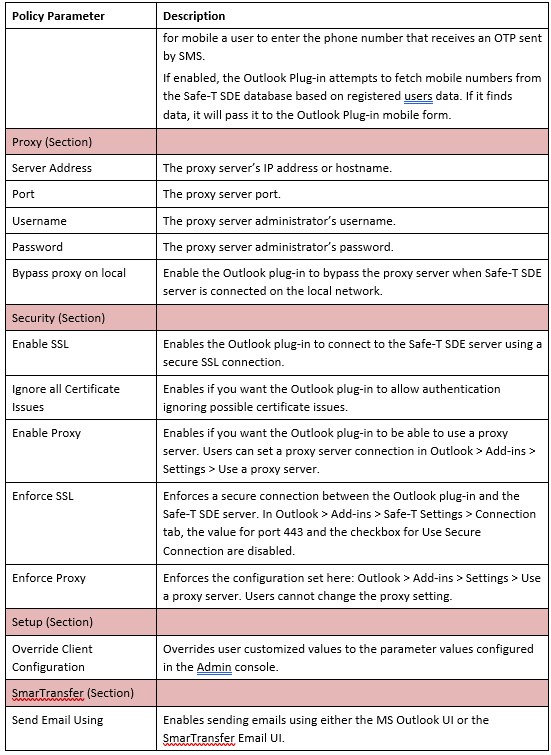 Policy Parameter
Description
for mobile a user to enter the phone number that receives an OTP sent
by SMS.
If enabled, the Outlook Plug-in attempts to fetch mobile numbers from
the Safe-T SDE database based on registered users data. If it finds
data, it will pass it to the Outlook Plug-in mobile form.
Proxy (Section)
Server Address
The proxy server's IP address or hostname.
Port
The proxy server port.
Username
The proxy server administrator's username.
Password
The proxy server administrator's password.
Bypass proxy on local
Enable the Outlook plug-in to bypass the proxy server when Safe-T SDE
server is connected on the local network.
Security (Section)
Enable SSL
Enables the Outlook plug-in to connect to the Safe-T SDE server using a
secure SSL connection.
Ignore all Certificate
Issues
Enables if you want the Outlook plug-in to allow authentication
ignoring possible certificate issues.
Enable Proxy
Enables if you want the Outlook plug-in to be able to use a proxy
server. Users can set a proxy server connection in Outlook > Add-ins >
Settings > Use a proxy server.
Enforce SSL
Enforces a secure connection between the Outlook plug-in and the
Safe-T SDE server. In Outlook > Add-ins > Safe-T Settings > Connection
tab, the value for port 443 and the checkbox for Use Secure
Connection are disabled.
Enforce Proxy
Enforces the configuration set here: Outlook > Add-ins > Settings > Use
a proxy server. Users cannot change the proxy setting.
Setup (Section)
Override Client
Configuration
Overrides user customized values to the parameter values configured
in the Admin console.
SmarTransfer (Section)
Send Email Using
Enables sending emails using either the MS Outlook UI or the
SmarTransfer Email UI.